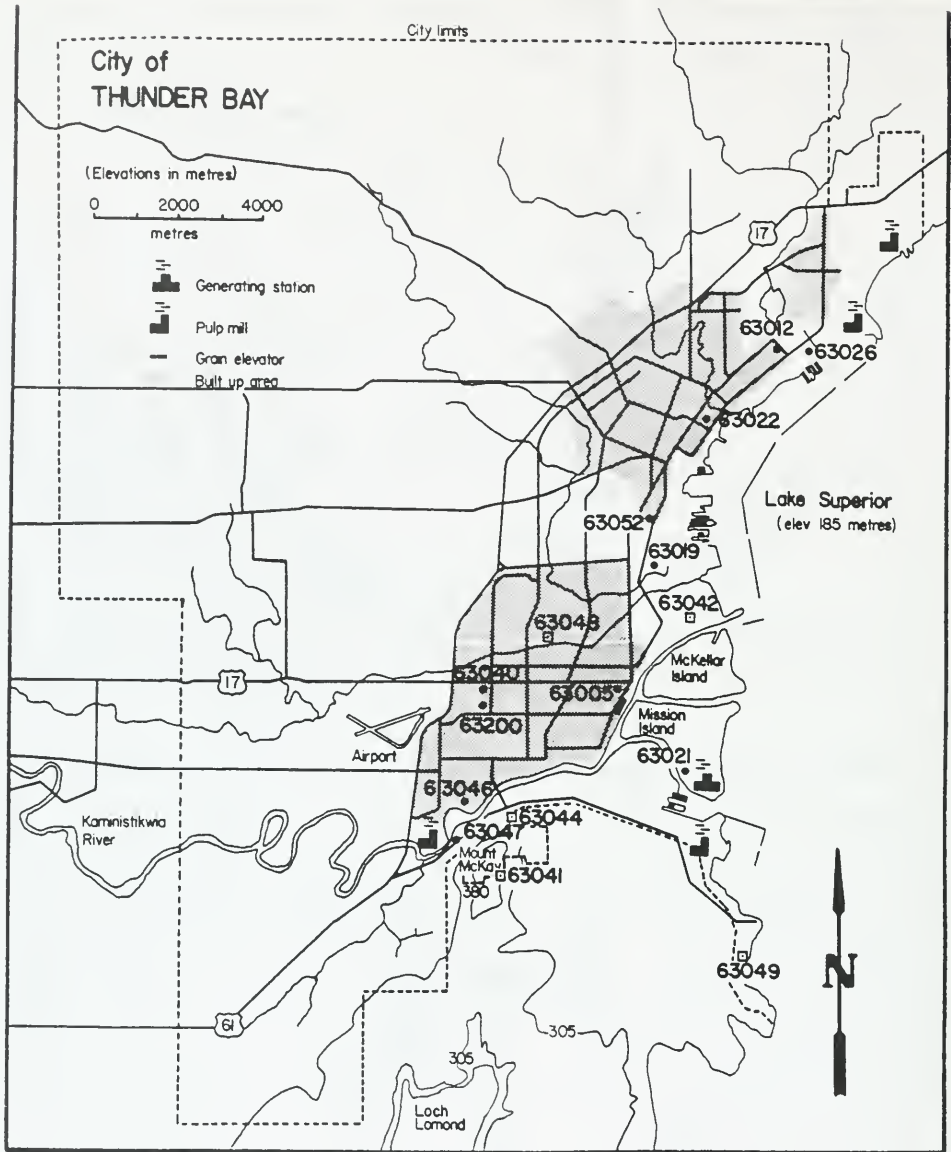 City limits
City of
THUNDER BAY
(Elevations in metres)
0 2000 4000
metres
Generating station
Pulp mill
Grain elevator
Built up area
17
63012
63026
63022
Lake Superior
(elev 185 metres)
63052
63019
63042
63048
McKellar
Island
17
63040
63005
63200
Mission
Island
Airport
63021
63046
63044
Kaministikwia
River
63047
Mount
McKay
380
63041
63049
N
61
305
305
Loch
Lomond